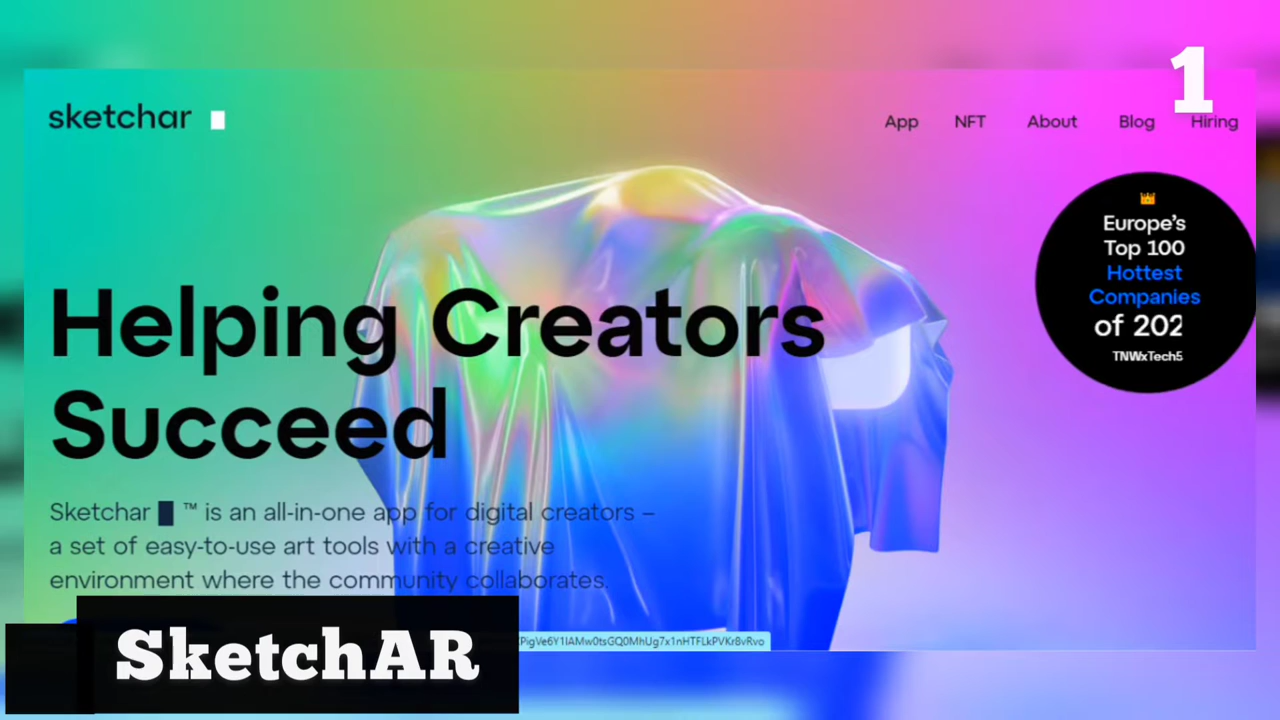 1
sketchar
App NFT About Blog Hiring
👑
Europe's
Top 100
Hottest
Companies
of 202
TNWxTech5
Helping Creators
Succeed
Sketchar █ ™ is an all-in-one app for digital creators –
a set of easy-to-use art tools with a creative
environment where the community collaborates.
SketchAR